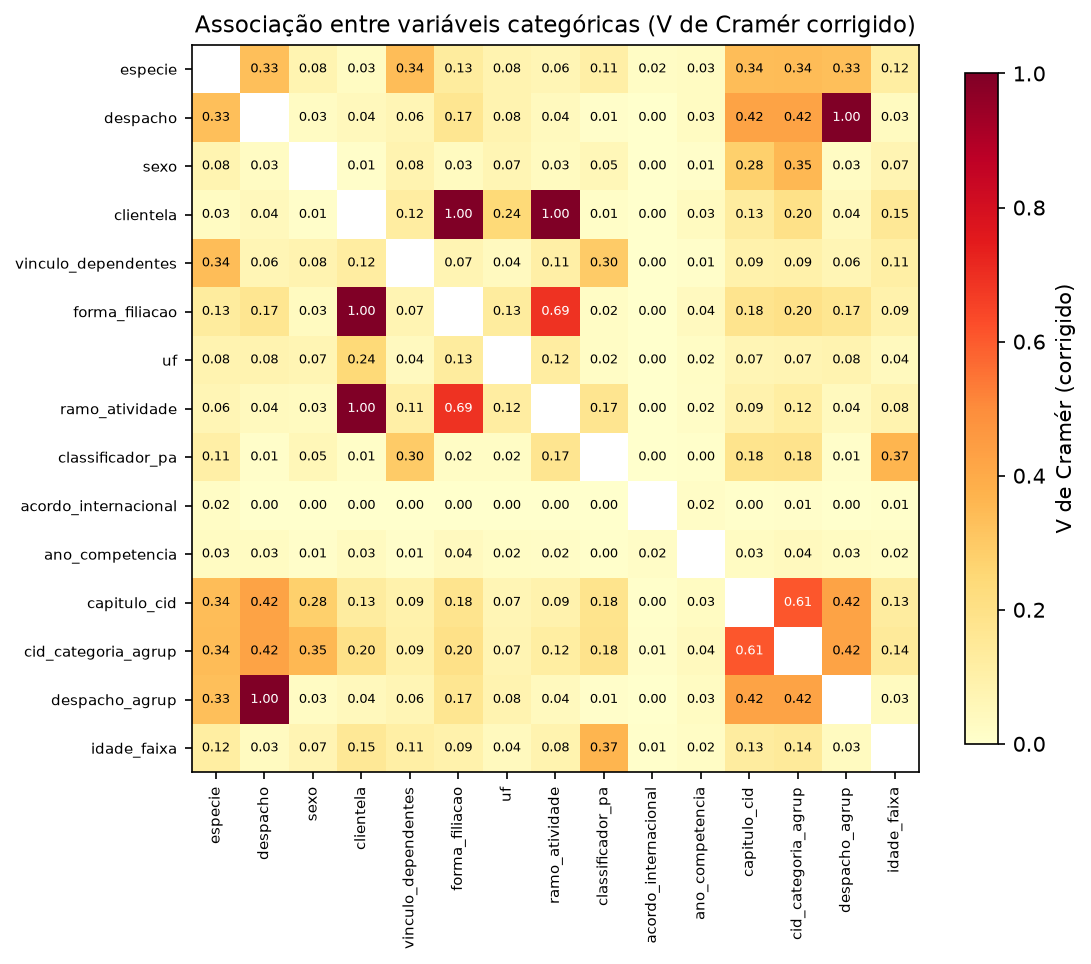 Associação entre variáveis categóricas (V de Cramér corrigido)
especie 0.33 0.08 0.03 0.34 0.13 0.08 0.06 0.11 0.02 0.03 0.34 0.34 0.33 0.12
despacho 0.33 0.03 0.04 0.06 0.17 0.08 0.04 0.01 0.00 0.03 0.42 0.42 1.00 0.03
sexo 0.08 0.03 0.01 0.08 0.03 0.07 0.03 0.05 0.00 0.01 0.28 0.35 0.03 0.07
clientela 0.03 0.04 0.01 0.12 1.00 0.24 1.00 0.01 0.00 0.03 0.13 0.20 0.04 0.15
vinculo_dependentes 0.34 0.06 0.08 0.12 0.07 0.04 0.11 0.30 0.00 0.01 0.09 0.09 0.06 0.11
forma_filiacao 0.13 0.17 0.03 1.00 0.07 0.13 0.69 0.02 0.00 0.04 0.18 0.20 0.17 0.09
uf 0.08 0.08 0.07 0.24 0.04 0.13 0.12 0.02 0.00 0.02 0.07 0.07 0.08 0.04
ramo_atividade 0.06 0.04 0.03 1.00 0.11 0.69 0.12 0.17 0.00 0.02 0.09 0.12 0.04 0.08
classificador_pa 0.11 0.01 0.05 0.01 0.30 0.02 0.02 0.17 0.00 0.00 0.18 0.18 0.01 0.37
acordo_internacional 0.02 0.00 0.00 0.00 0.00 0.00 0.00 0.00 0.00 0.02 0.00 0.01 0.00 0.01
ano_competencia 0.03 0.03 0.01 0.03 0.01 0.04 0.02 0.02 0.00 0.02 0.03 0.04 0.03 0.02
capitulo_cid 0.34 0.42 0.28 0.13 0.09 0.18 0.07 0.09 0.18 0.00 0.03 0.61 0.42 0.13
cid_categoria_agrup 0.34 0.42 0.35 0.20 0.09 0.20 0.07 0.12 0.18 0.01 0.04 0.61 0.42 0.14
despacho_agrup 0.33 1.00 0.03 0.04 0.06 0.17 0.08 0.04 0.01 0.00 0.03 0.42 0.42 0.03
idade_faixa 0.12 0.03 0.07 0.15 0.11 0.09 0.04 0.08 0.37 0.01 0.02 0.13 0.14 0.03
especie
despacho
sexo
clientela
vinculo_dependentes
forma_filiacao
uf
ramo_atividade
classificador_pa
acordo_internacional
ano_competencia
capitulo_cid
cid_categoria_agrup
despacho_agrup
idade_faixa
1.0
0.8
0.6
0.4
0.2
0.0
V de Cramér (corrigido)